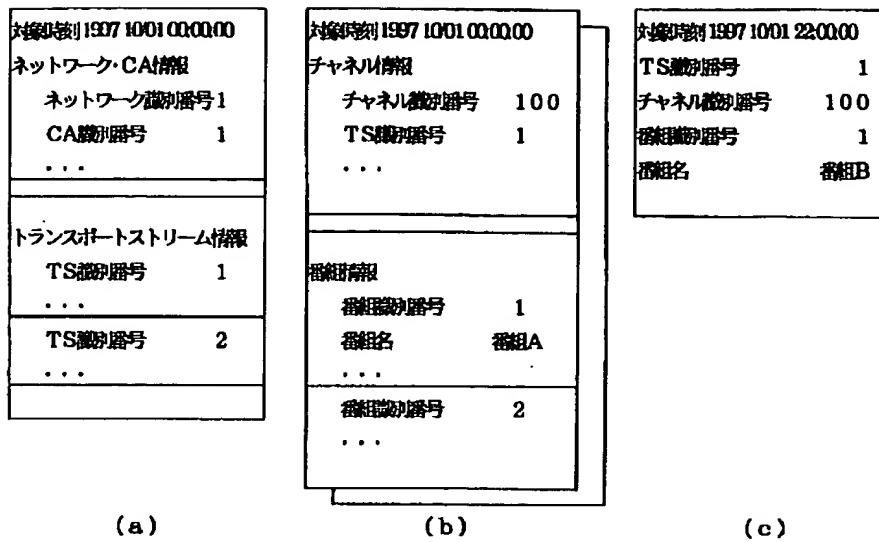 対象時刻 1997 10/01 00:00:00
ネットワーク・CA情報
ネットワーク識別番号 1
CA識別番号 1
・・・
トランスポートストリーム情報
TS識別番号 1
・・・
TS識別番号 2
・・・
(a)
対象時刻 1997 10/01 00:00:00
チャネル情報
チャネル識別番号 100
TS識別番号 1
・・・
番組情報
番組識別番号 1
番組名 番組A
・・・
番組識別番号 2
・・・
(b)
対象時刻 1997 10/01 22:00:00
TS識別番号 1
チャネル識別番号 100
番組識別番号 1
番組名 番組B
(c)